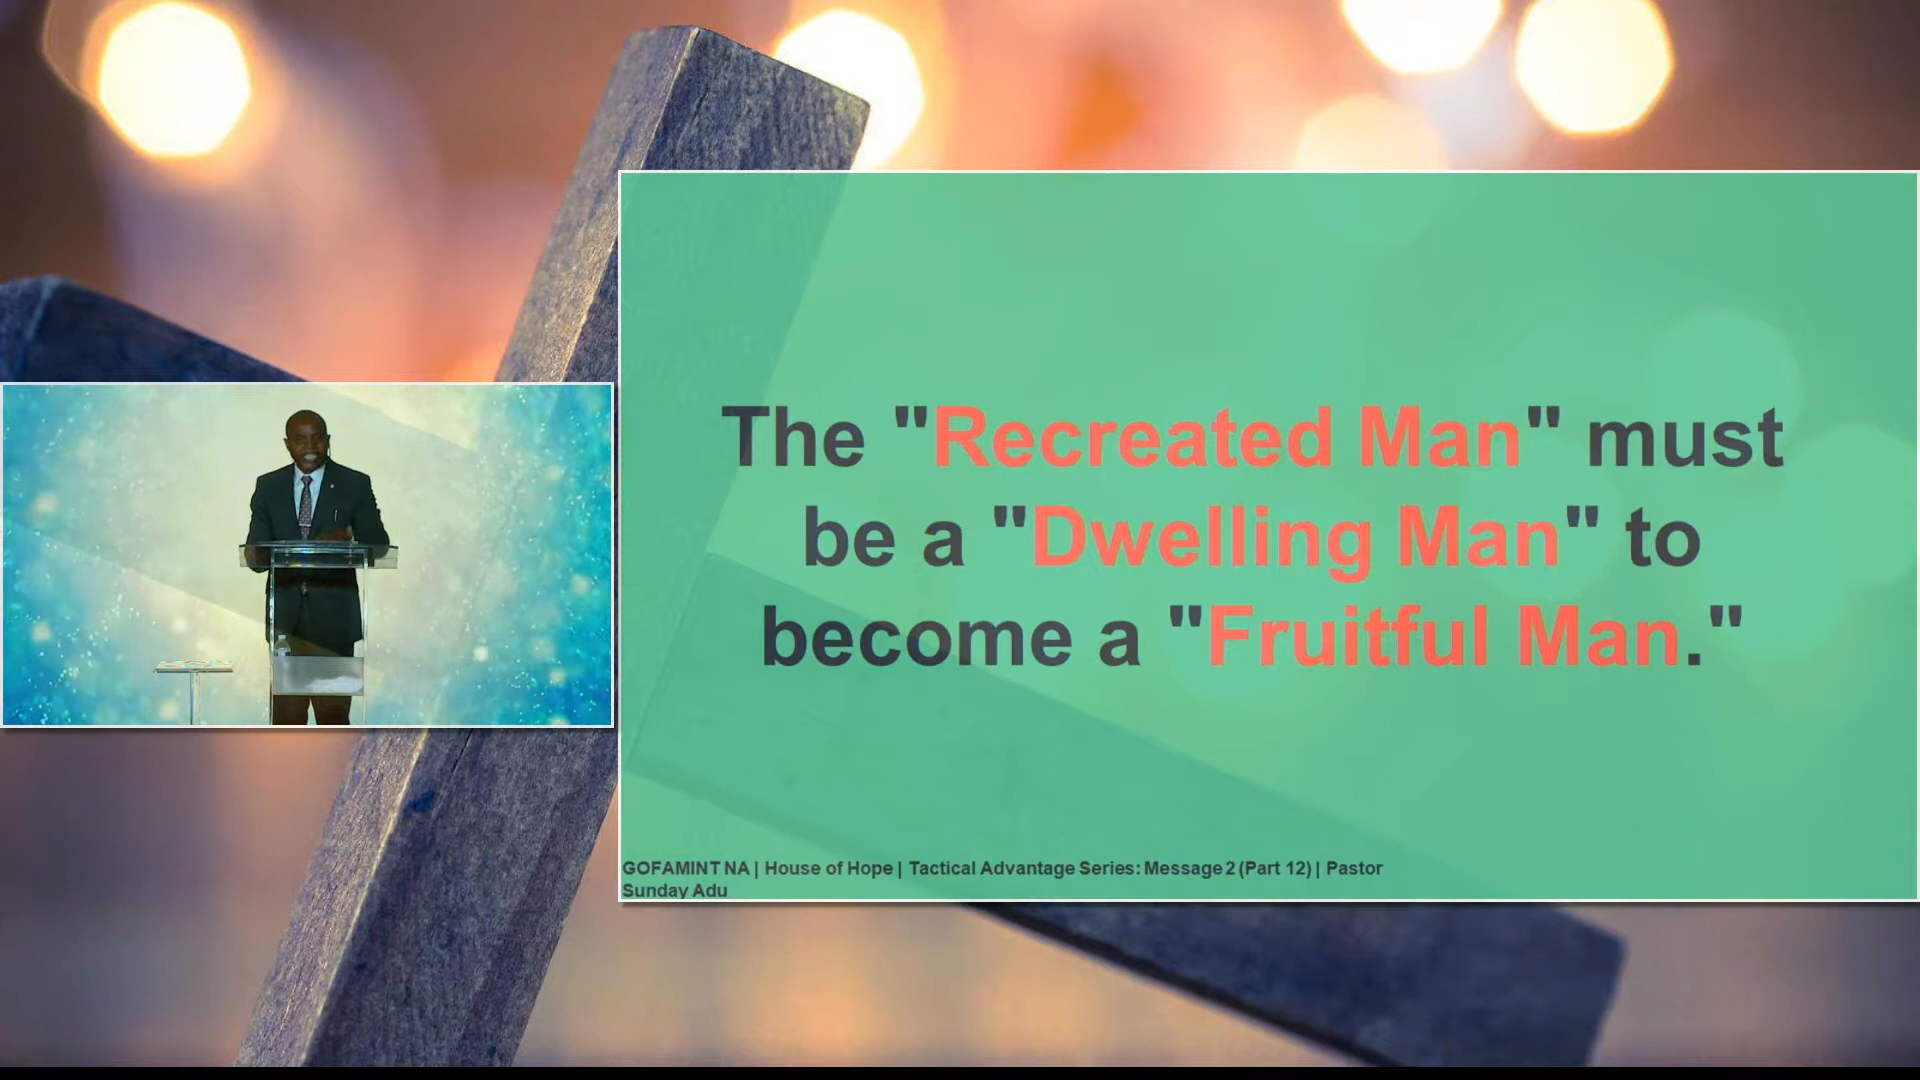 The "Recreated Man" must
be a "Dwelling Man" to
become a "Fruitful Man."
GOFAMINT NA | House of Hope | Tactical Advantage Series: Message 2 (Part 12) | Pastor
Sunday Adu